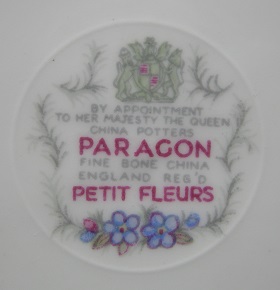 BY APPOINTMENT
TO HER MAJESTY THE QUEEN
CHINA POTTERS
PARAGON
FINE BONE CHINA
ENGLAND REG'D
PETIT FLEURS